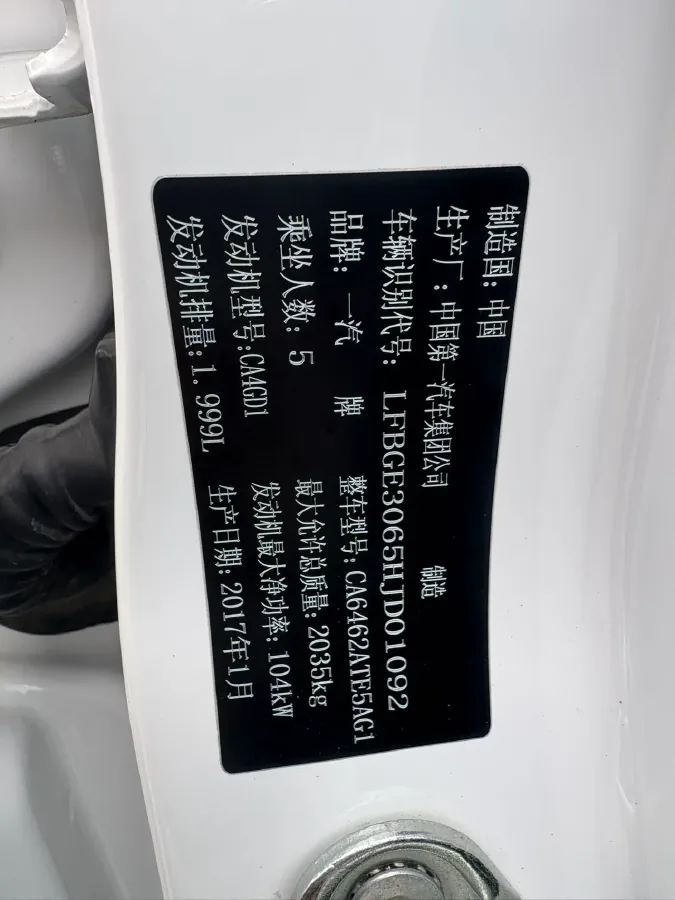 制造国：中国
生产厂：中国第一汽车集团公司 制造
车辆识别代号：LFBGE3065HJD01092
品牌：一汽 牌 整车型号：CA6462ATE5AG1
乘坐人数：5 最大允许总质量：2035kg
发动机型号：CA4GD1 发动机最大净功率：104kW
发动机排量：1.999L 生产日期：2017年1月